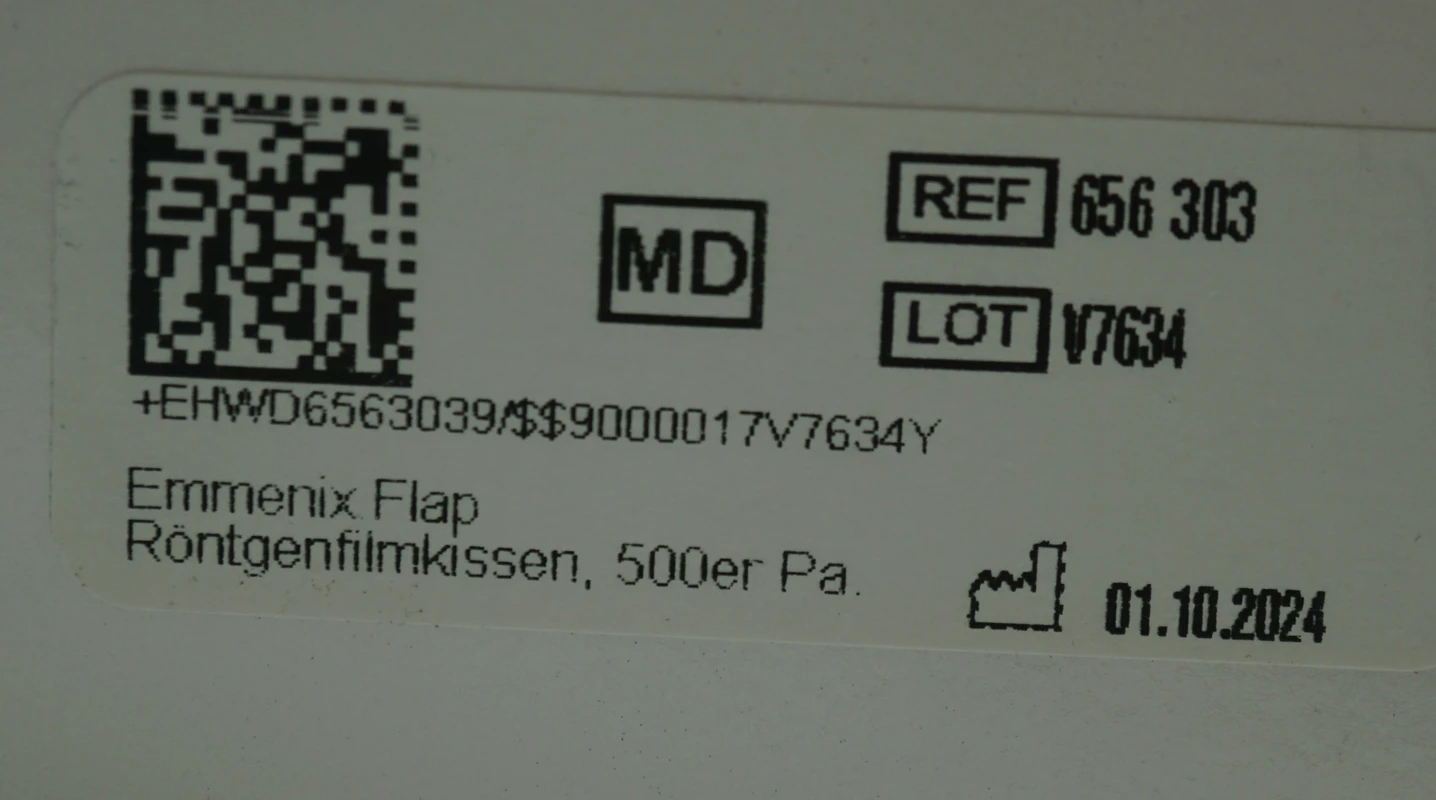 MD
REF 656 303
LOT V7634
+EHWD6563039/$$9000017V7634Y
Emmenix Flap
Röntgenfilmkissen, 500er Pa.
01.10.2024